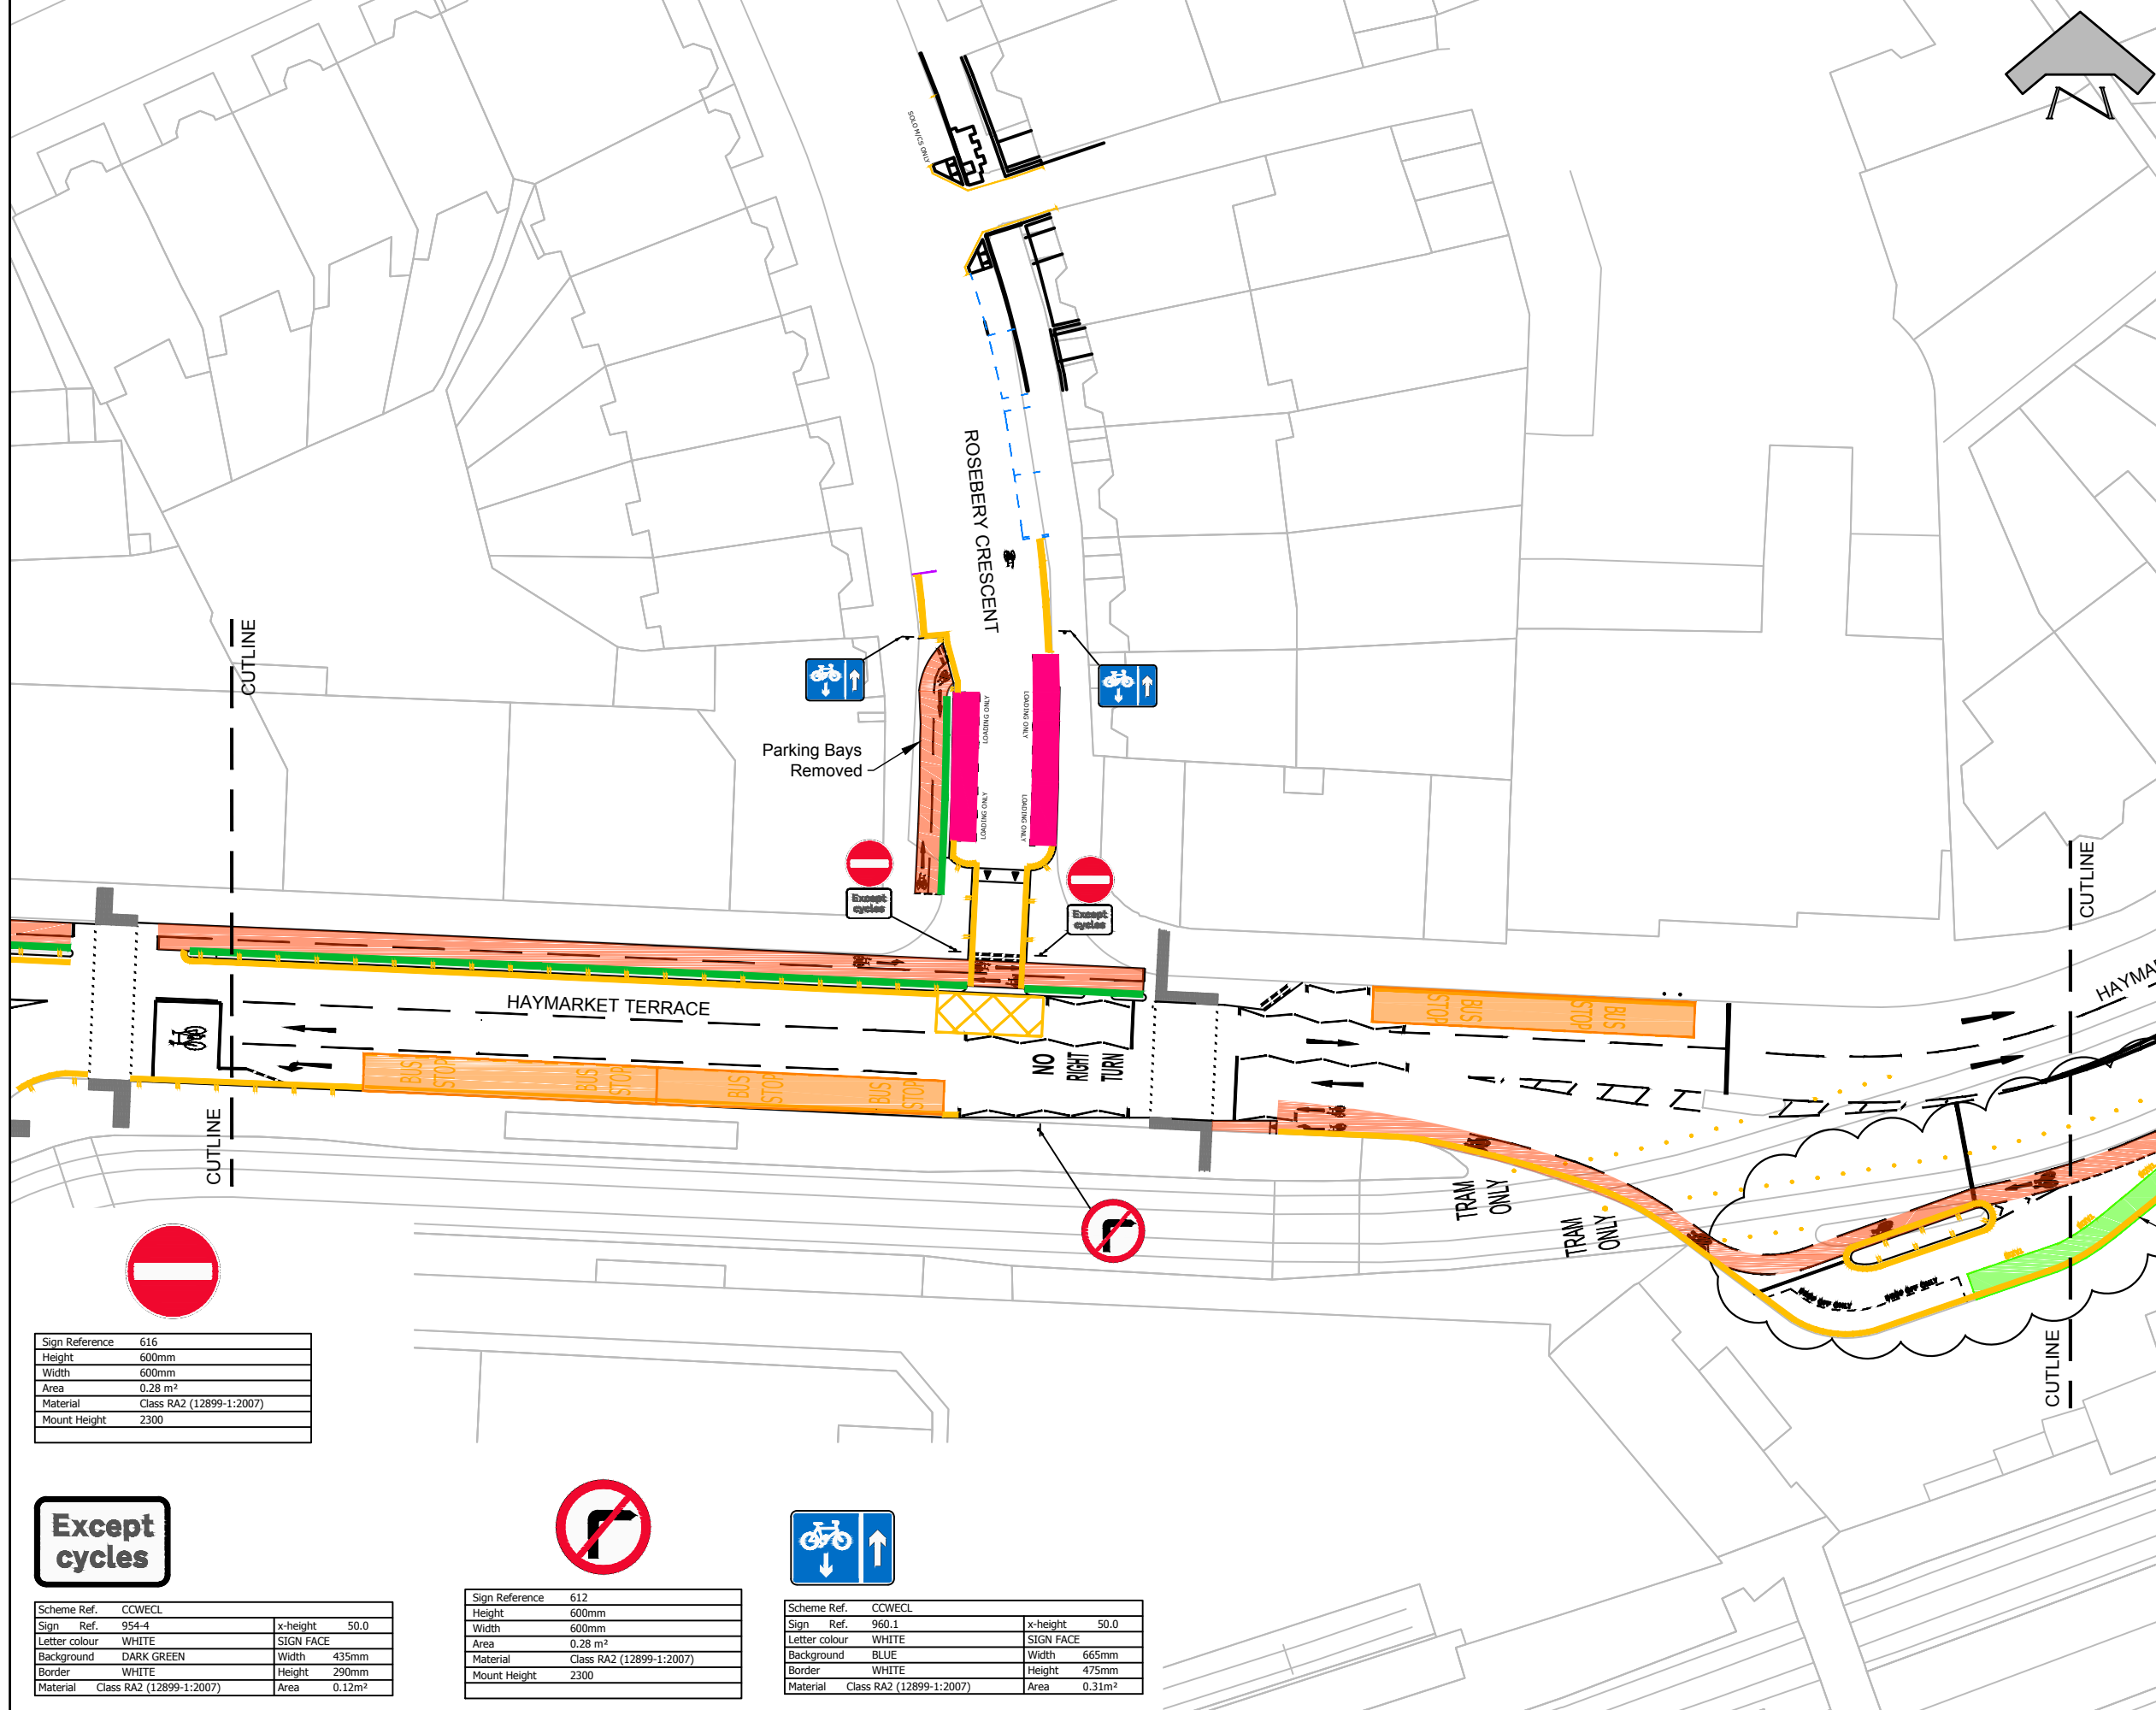 SOLO M/CS ONLY
ROSEBERY CRESCENT
CUTLINE
Parking Bays
Removed
LOADING ONLY
LOADING ONLY
LOADING ONLY
LOADING ONLY
Except
cycles
Except
cycles
CUTLINE
HAYMAR
HAYMARKET TERRACE
BUS
STOP
BUS
STOP
BUS
STOP
BUS
STOP
BUS
STOP
BUS
STOP
NO
RIGHT
TURN
CUTLINE
TRAM
ONLY
TRAM
ONLY
CUTLINE
Sign Reference 616
Height 600mm
Width 600mm
Area 0.28 m²
Material Class RA2 (12899-1:2007)
Mount Height 2300
Except
cycles
Scheme Ref. CCWECL
Sign Ref. 954-4 x-height 50.0
Letter colour WHITE SIGN FACE
Background DARK GREEN Width 435mm
Border WHITE Height 290mm
Material Class RA2 (12899-1:2007) Area 0.12m²
Sign Reference 612
Height 600mm
Width 600mm
Area 0.28 m²
Material Class RA2 (12899-1:2007)
Mount Height 2300
Scheme Ref. CCWECL
Sign Ref. 960.1 x-height 50.0
Letter colour WHITE SIGN FACE
Background BLUE Width 665mm
Border WHITE Height 475mm
Material Class RA2 (12899-1:2007) Area 0.31m²